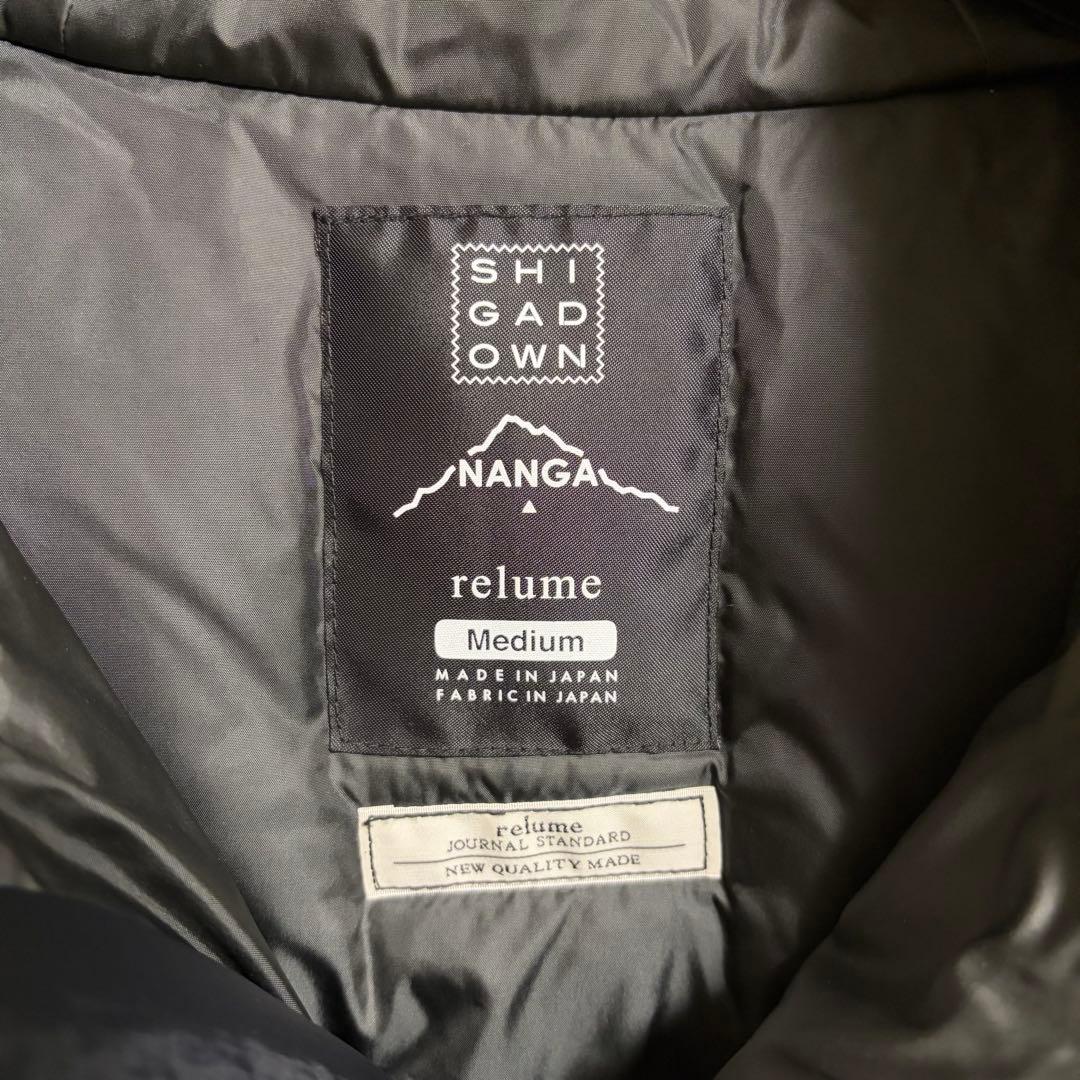 SHI
GAD
OWN
NANGA
relume
Medium
MADE IN JAPAN
FABRIC IN JAPAN
relume
JOURNAL STANDARD
NEW QUALITY MADE